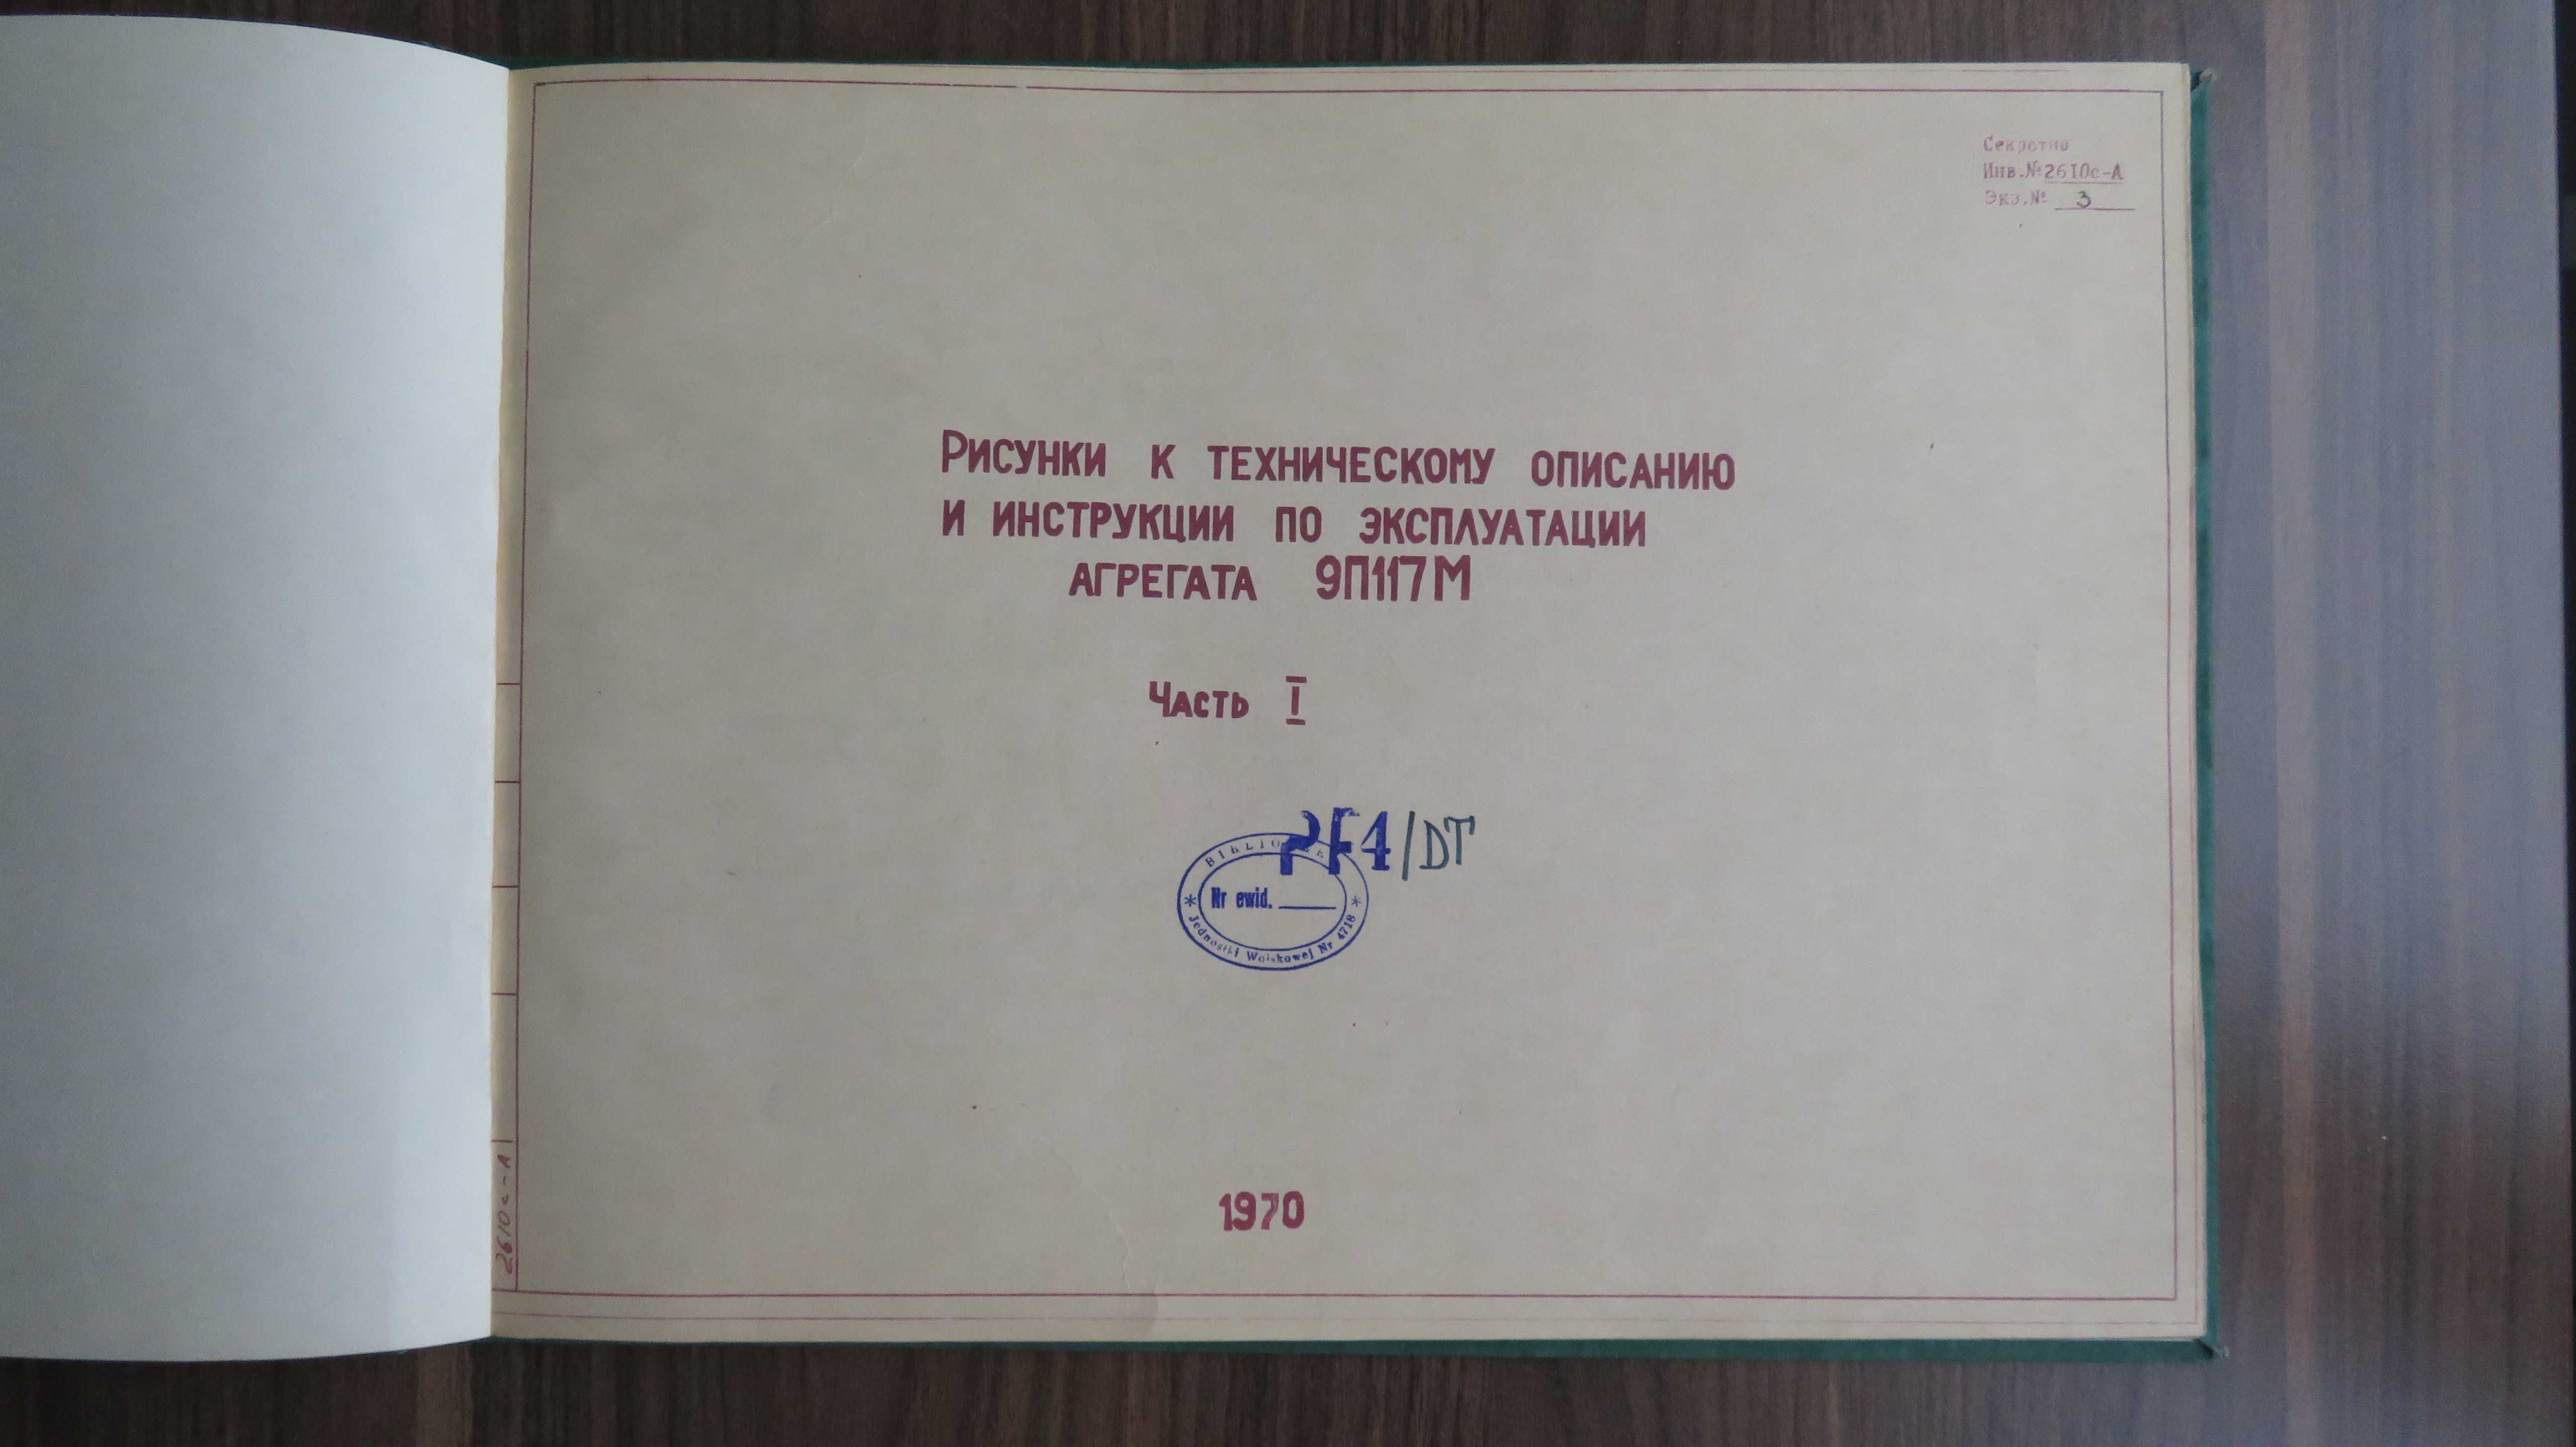 Секретно
Инв.№2610с-А
Экз.№ 3
Рисунки к техническому описанию
и инструкции по эксплуатации
агрегата 9П117М
Часть I
/DT
Nr ewid.
Jednostki Wojskowej Nr 4718
1970
2610с-А